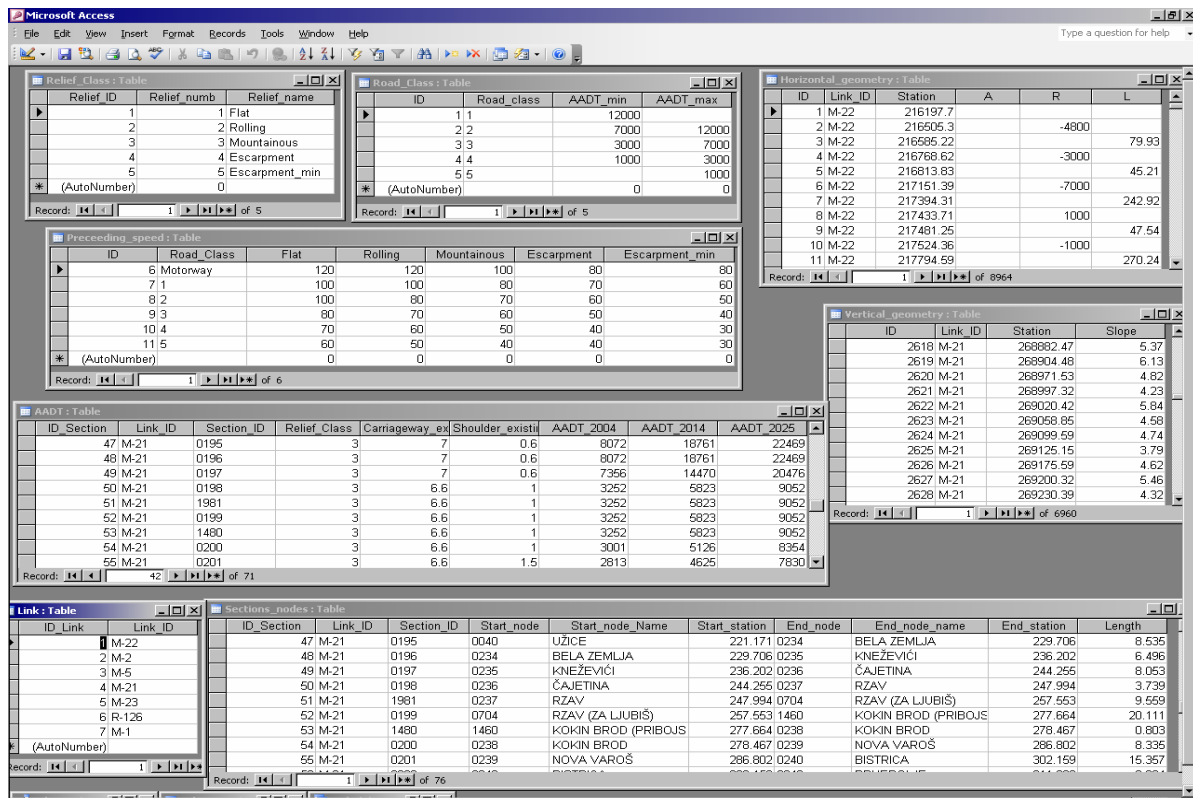 Microsoft Access
File Edit View Insert Format Records Tools Window Help Type a question for help
Relief_Class : Table
Relief_ID Relief_numb Relief_name
1 1 Flat
2 2 Rolling
3 3 Mountainous
4 4 Escarpment
5 5 Escarpment_min
(AutoNumber) 0
Record: 1 of 5
Road_Class : Table
ID Road_class AADT_min AADT_max
1 1 12000
2 2 7000 12000
3 3 3000 7000
4 4 1000 3000
5 5 1000
(AutoNumber) 0 0
Record: 1 of 5
Horizontal_geometry : Table
ID Link_ID Station A R L
1 M-22 216197.7
2 M-22 216505.3 -4800
3 M-22 216585.22 79.93
4 M-22 216768.62 -3000
5 M-22 216813.83 45.21
6 M-22 217151.39 -7000
7 M-22 217394.31 242.92
8 M-22 217433.71 1000
9 M-22 217481.25 47.54
10 M-22 217524.36 -1000
11 M-22 217794.59 270.24
Record: 1 of 8964
Preceeding_speed : Table
ID Road_Class Flat Rolling Mountainous Escarpment Escarpment_min
6 Motorway 120 120 100 80 80
7 1 100 100 80 70 60
8 2 100 80 70 60 50
9 3 80 70 60 50 40
10 4 70 60 50 40 30
11 5 60 50 40 40 30
(AutoNumber) 0 0 0 0 0
Record: 1 of 6
Vertical_geometry : Table
ID Link_ID Station Slope
2618 M-21 268882.47 5.37
2619 M-21 268904.48 6.13
2620 M-21 268971.53 4.82
2621 M-21 268997.32 4.23
2622 M-21 269020.42 5.84
2623 M-21 269058.85 4.58
2624 M-21 269099.59 4.74
2625 M-21 269125.15 3.79
2626 M-21 269175.59 4.62
2627 M-21 269200.32 5.46
2628 M-21 269230.39 4.32
Record: 1 of 6960
AADT : Table
ID_Section Link_ID Section_ID Relief_Class Carriageway_ex Shoulder_existin AADT_2004 AADT_2014 AADT_2025
47 M-21 0195 3 7 0.6 8072 18761 22469
48 M-21 0196 3 7 0.6 8072 18761 22469
49 M-21 0197 3 7 0.6 7356 14470 20476
50 M-21 0198 3 6.6 1 3252 5823 9052
51 M-21 1981 3 6.6 1 3252 5823 9052
52 M-21 0199 3 6.6 1 3252 5823 9052
53 M-21 1480 3 6.6 1 3252 5823 9052
54 M-21 0200 3 6.6 1 3001 5126 8354
55 M-21 0201 3 6.6 1.5 2813 4625 7830
Record: 42 of 71
Link : Table
ID_Link Link_ID
1 M-22
2 M-2
3 M-5
4 M-21
5 M-23
6 R-126
7 M-1
(AutoNumber)
Record: 1
Sections_nodes : Table
ID_Section Link_ID Section_ID Start_node Start_node_Name Start_station End_node End_node_name End_station Length
47 M-21 0195 0040 UŽICE 221.171 0234 BELA ZEMLJA 229.706 8.535
48 M-21 0196 0234 BELA ZEMLJA 229.706 0235 KNEŽEVIĆI 236.202 6.496
49 M-21 0197 0235 KNEŽEVIĆI 236.202 0236 ČAJETINA 244.255 8.053
50 M-21 0198 0236 ČAJETINA 244.255 0237 RZAV 247.994 3.739
51 M-21 1981 0237 RZAV 247.994 0704 RZAV (ZA LJUBIŠ) 257.553 9.559
52 M-21 0199 0704 RZAV (ZA LJUBIŠ) 257.553 1460 KOKIN BROD (PRIBOJS 277.664 20.111
53 M-21 1480 1460 KOKIN BROD (PRIBOJS 277.664 0238 KOKIN BROD 278.467 0.803
54 M-21 0200 0238 KOKIN BROD 278.467 0239 NOVA VAROŠ 286.802 8.335
55 M-21 0201 0239 NOVA VAROŠ 286.802 0240 BISTRICA 302.159 15.357
Record: 1 of 76